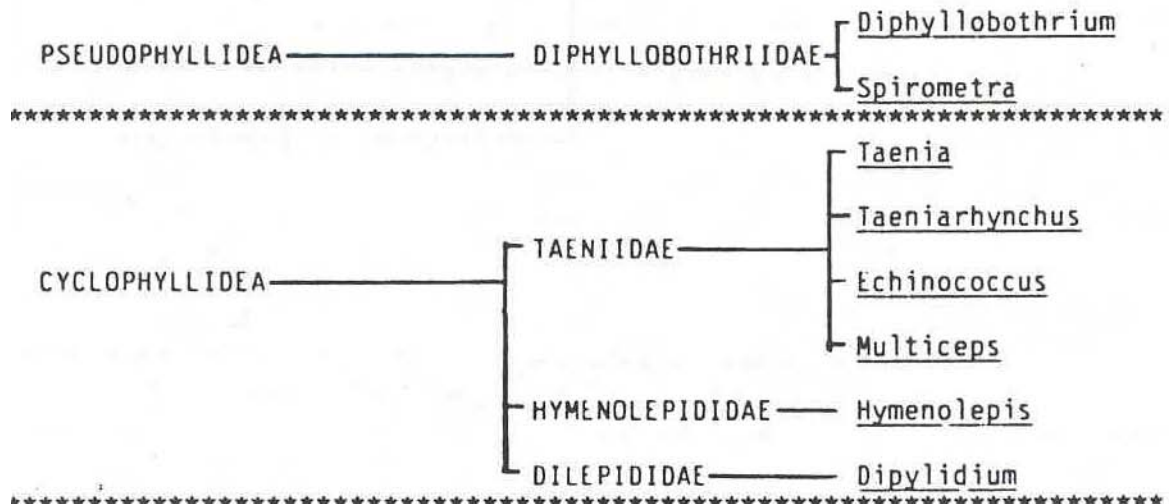 Diphyllobothrium
PSEUDOPHYLLIDEA DIPHYLLOBOTHRIIDAE
Spirometra
***********************************************************************
Taenia
Taeniarhynchus
TAENIIDAE
CYCLOPHYLLIDEA
Echinococcus
Multiceps
HYMENOLEPIDIDAE Hymenolepis
DILEPIDIDAE Dipylidium
***********************************************************************